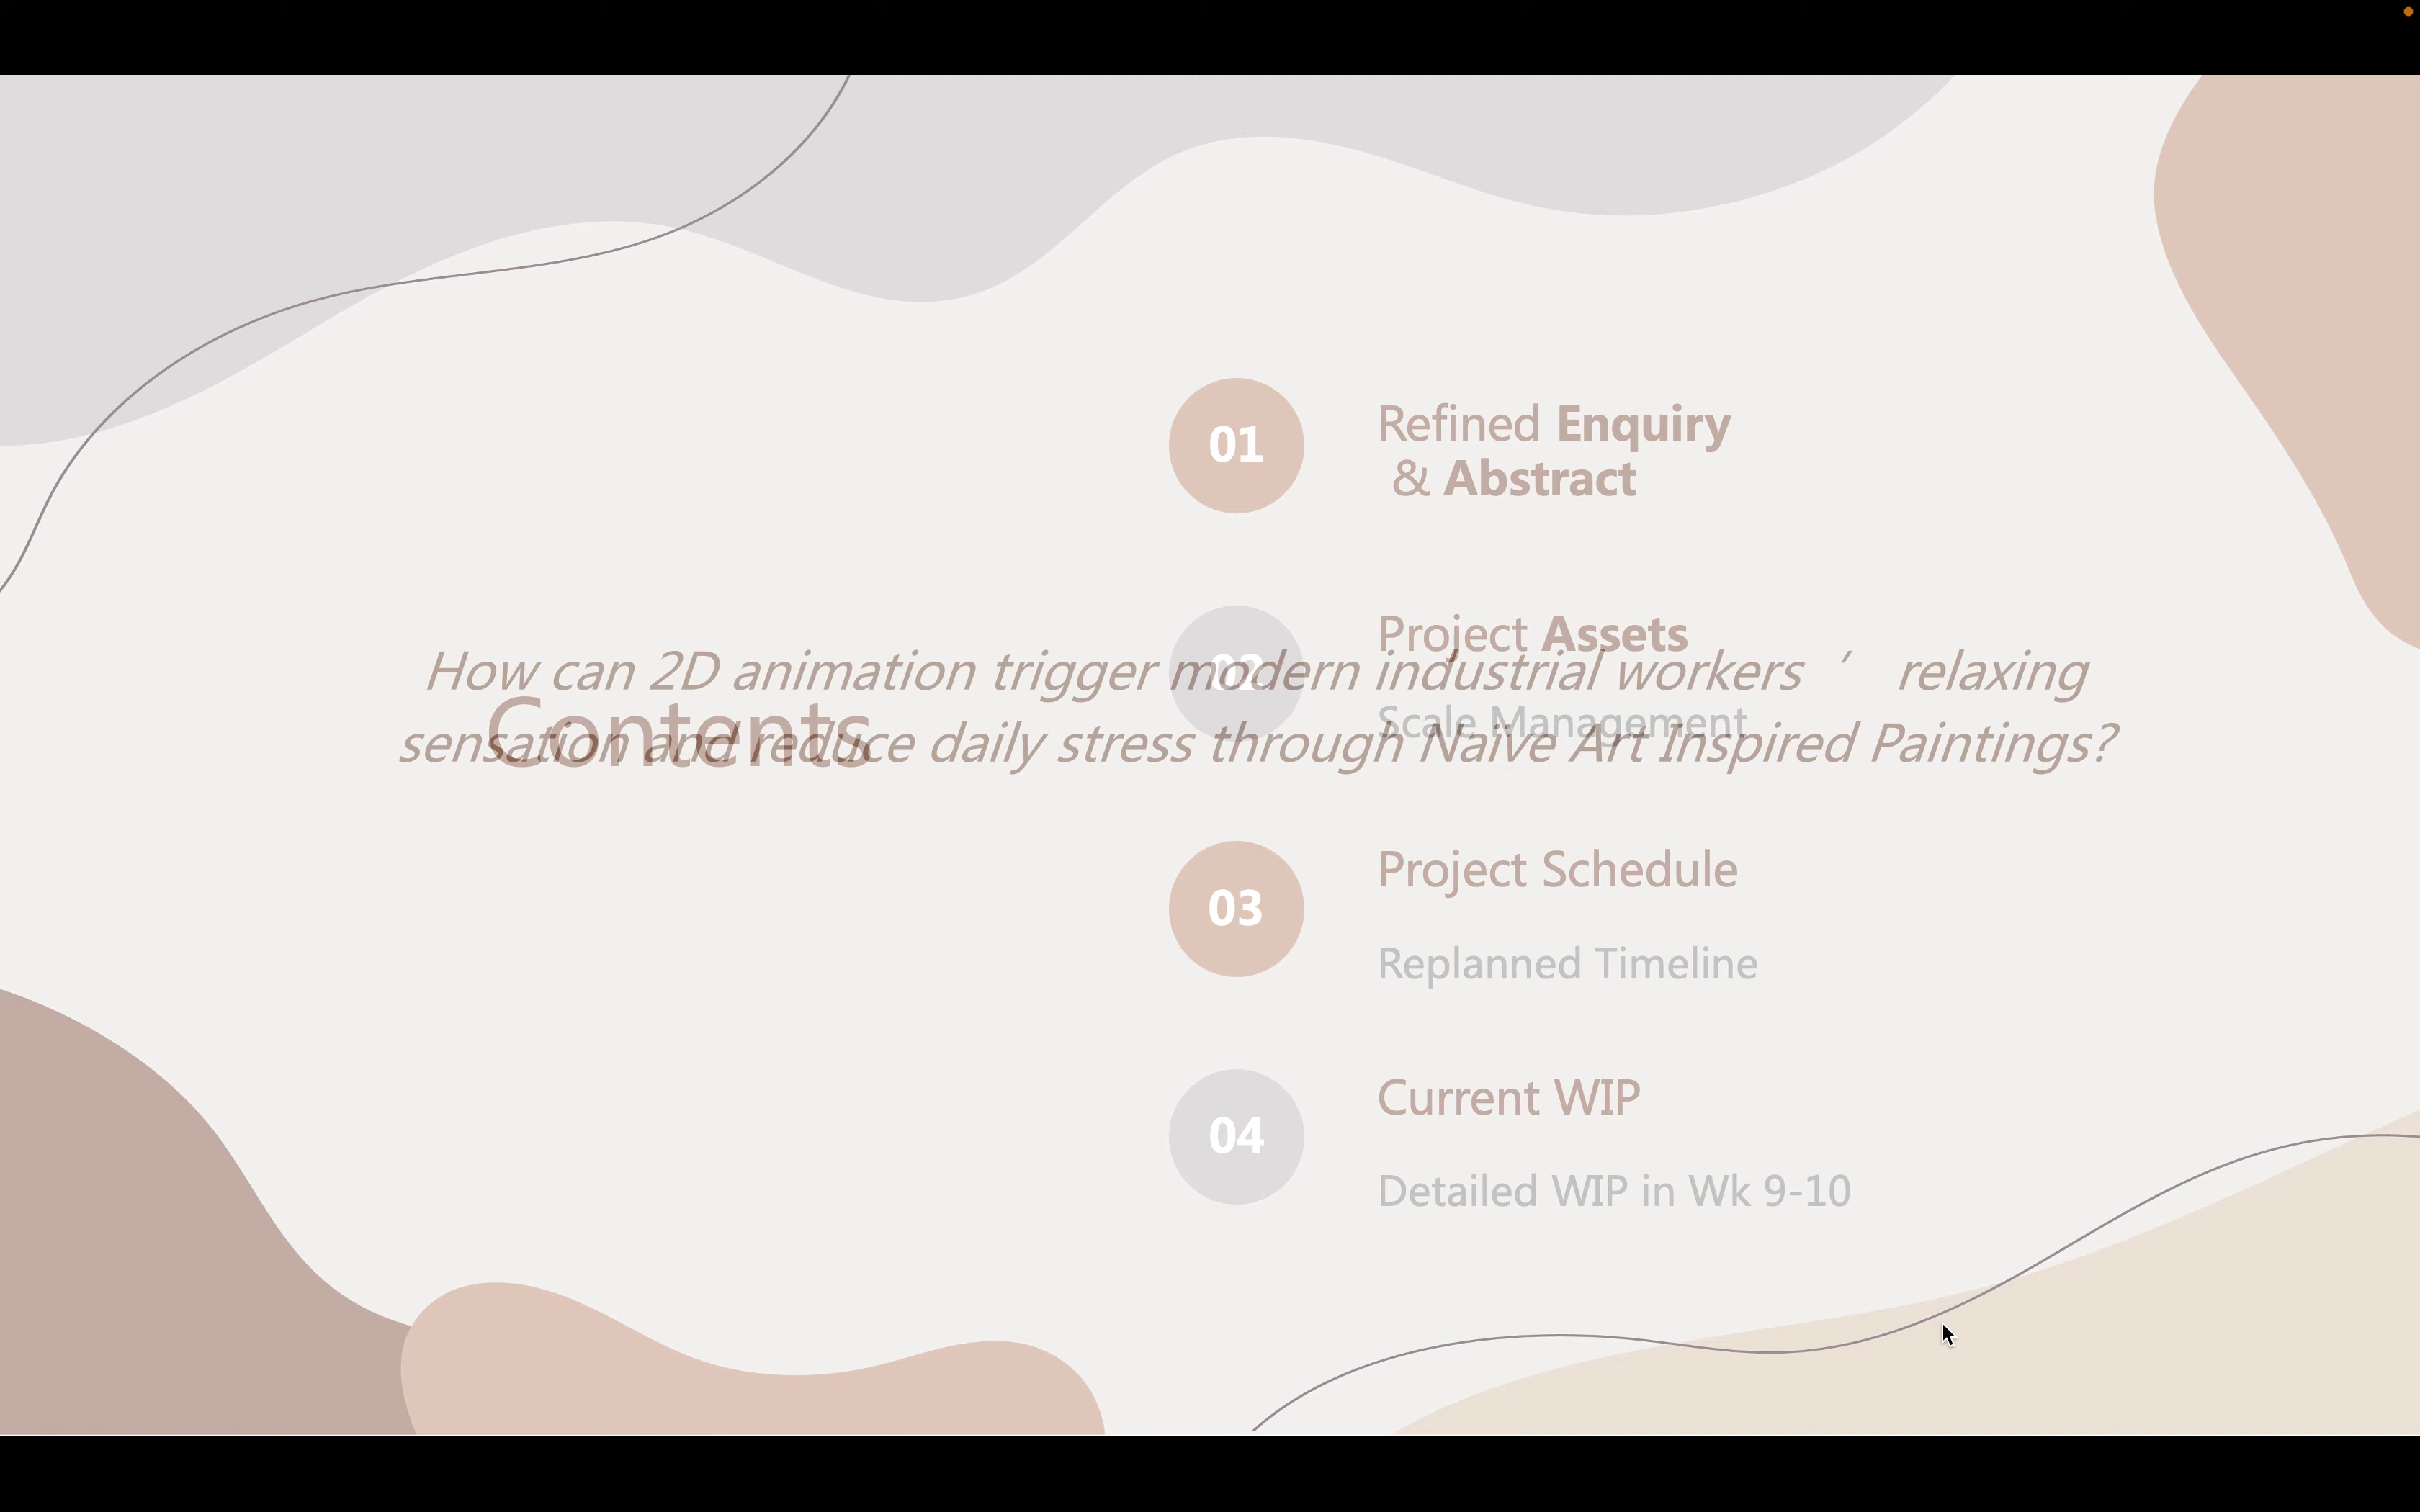 01
Refined Enquiry
& Abstract
02
Project Assets
Scale Management
How can 2D animation trigger modern industrial workers ’ relaxing
sensation and reduce daily stress through Naive Art Inspired Paintings?
Contents
03
Project Schedule
Replanned Timeline
04
Current WIP
Detailed WIP in Wk 9-10